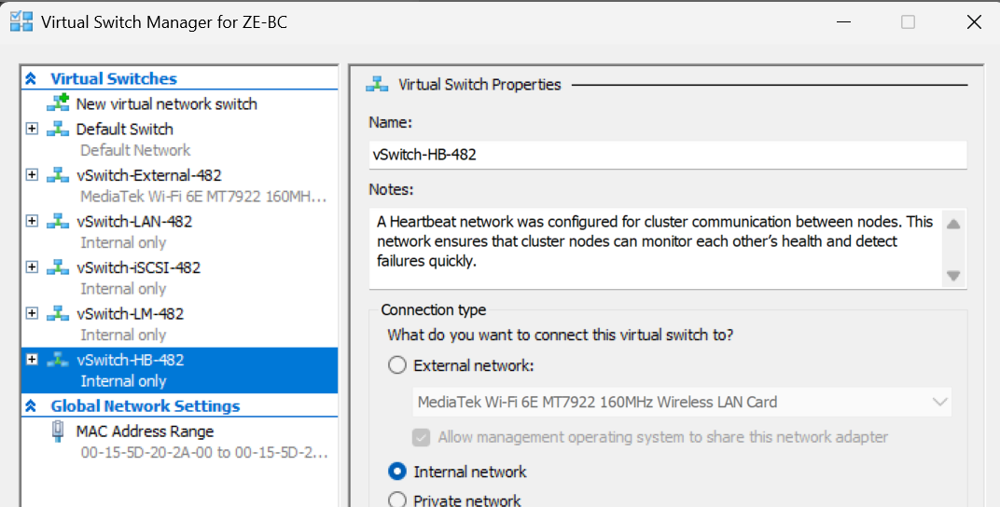 Virtual Switch Manager for ZE-BC
Virtual Switches
New virtual network switch
Default Switch
Default Network
vSwitch-External-482
MediaTek Wi-Fi 6E MT7922 160MH...
vSwitch-LAN-482
Internal only
vSwitch-iSCSI-482
Internal only
vSwitch-LM-482
Internal only
vSwitch-HB-482
Internal only
Global Network Settings
MAC Address Range
00-15-5D-20-2A-00 to 00-15-5D-2...
Virtual Switch Properties
Name:
vSwitch-HB-482
Notes:
A Heartbeat network was configured for cluster communication between nodes. This
network ensures that cluster nodes can monitor each other’s health and detect
failures quickly.
Connection type
What do you want to connect this virtual switch to?
External network:
MediaTek Wi-Fi 6E MT7922 160MHz Wireless LAN Card
Allow management operating system to share this network adapter
Internal network
Private network